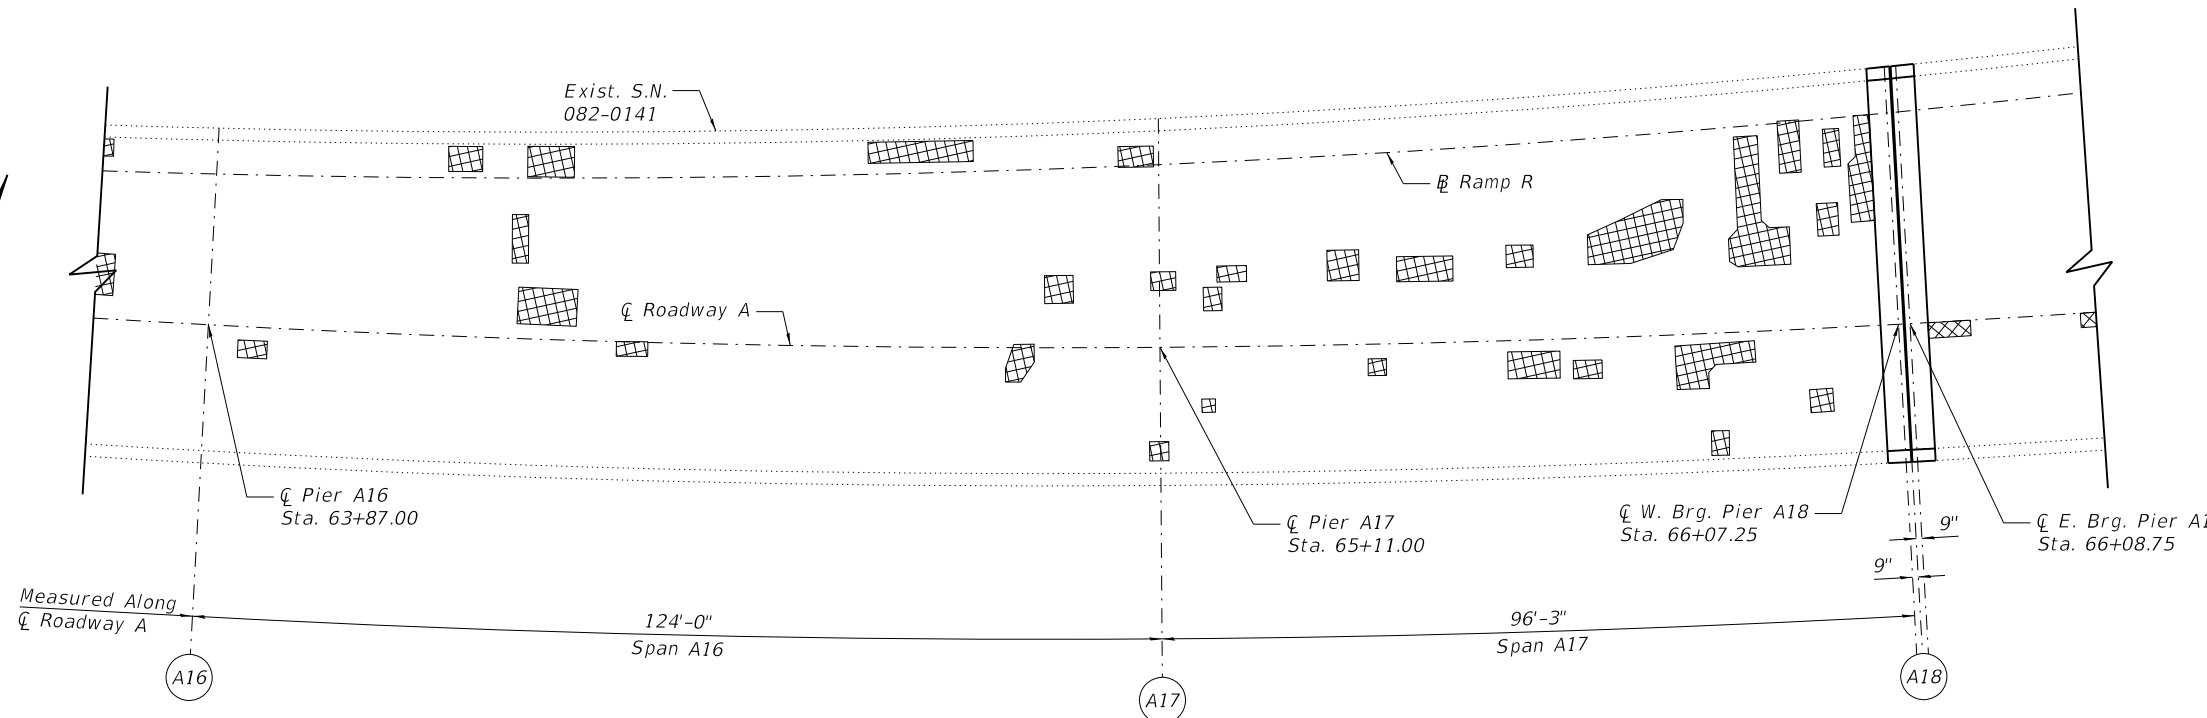 Exist. S.N.
082-0141
℄ Roadway A
B Ramp R
℄ Pier A16
Sta. 63+87.00
℄ Pier A17
Sta. 65+11.00
℄ W. Brg. Pier A18
Sta. 66+07.25
℄ E. Brg. Pier A1
Sta. 66+08.75
9"
9"
Measured Along
℄ Roadway A
124'-0"
Span A16
96'-3"
Span A17
A16
A17
A18